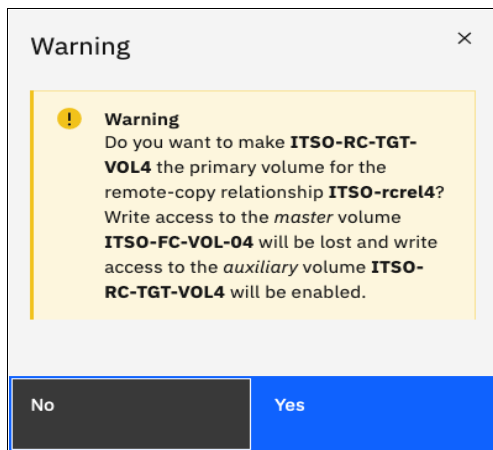 Warning
Warning
Do you want to make ITSO-RC-TGT-
VOL4 the primary volume for the
remote-copy relationship ITSO-rcrel4?
Write access to the master volume
ITSO-FC-VOL-04 will be lost and write
access to the auxiliary volume ITSO-
RC-TGT-VOL4 will be enabled.
No
Yes